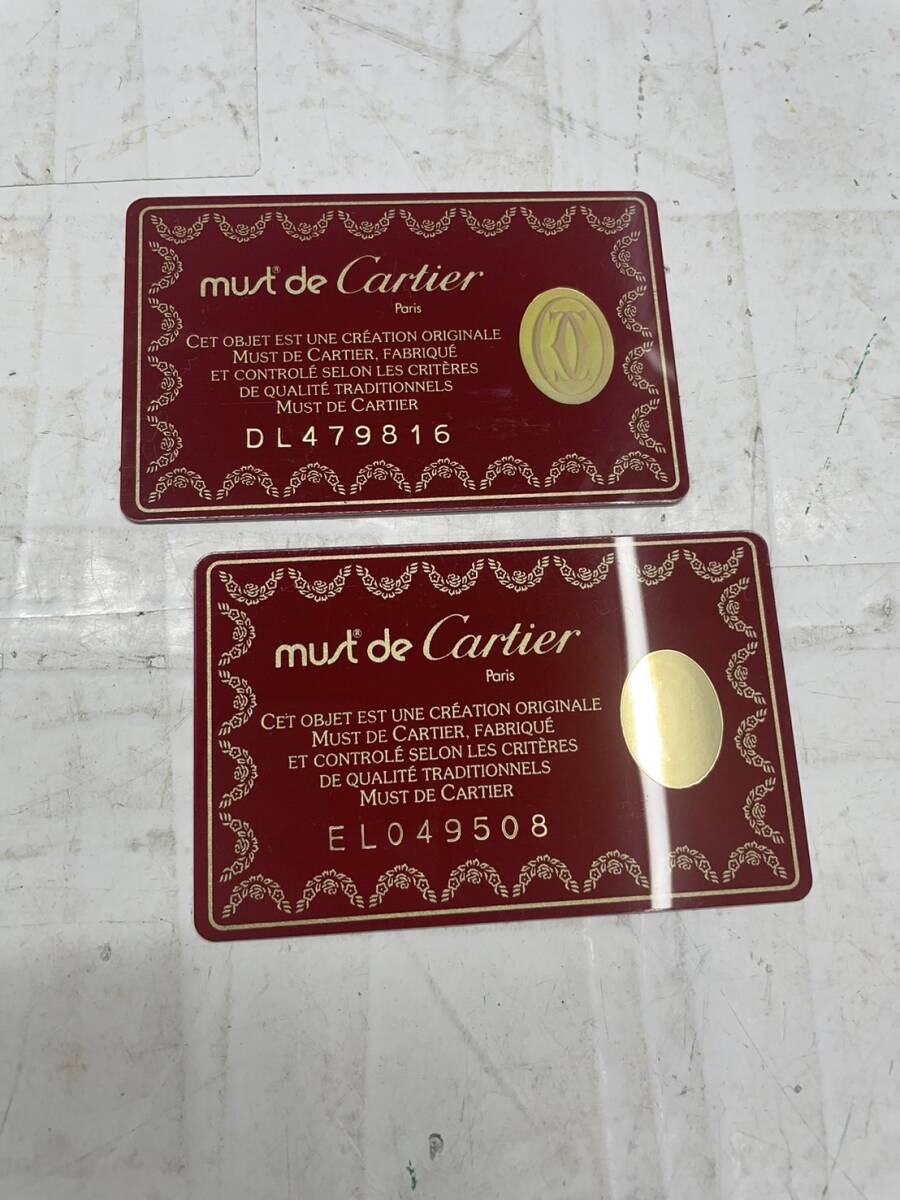 must® de Cartier
Paris
CET OBJET EST UNE CRÉATION ORIGINALE
MUST DE CARTIER, FABRIQUÉ
ET CONTROLÉ SELON LES CRITÈRES
DE QUALITÉ TRADITIONNELS
MUST DE CARTIER
DL479816
must® de Cartier
Paris
CET OBJET EST UNE CRÉATION ORIGINALE
MUST DE CARTIER, FABRIQUÉ
ET CONTROLÉ SELON LES CRITÈRES
DE QUALITÉ TRADITIONNELS
MUST DE CARTIER
EL049508